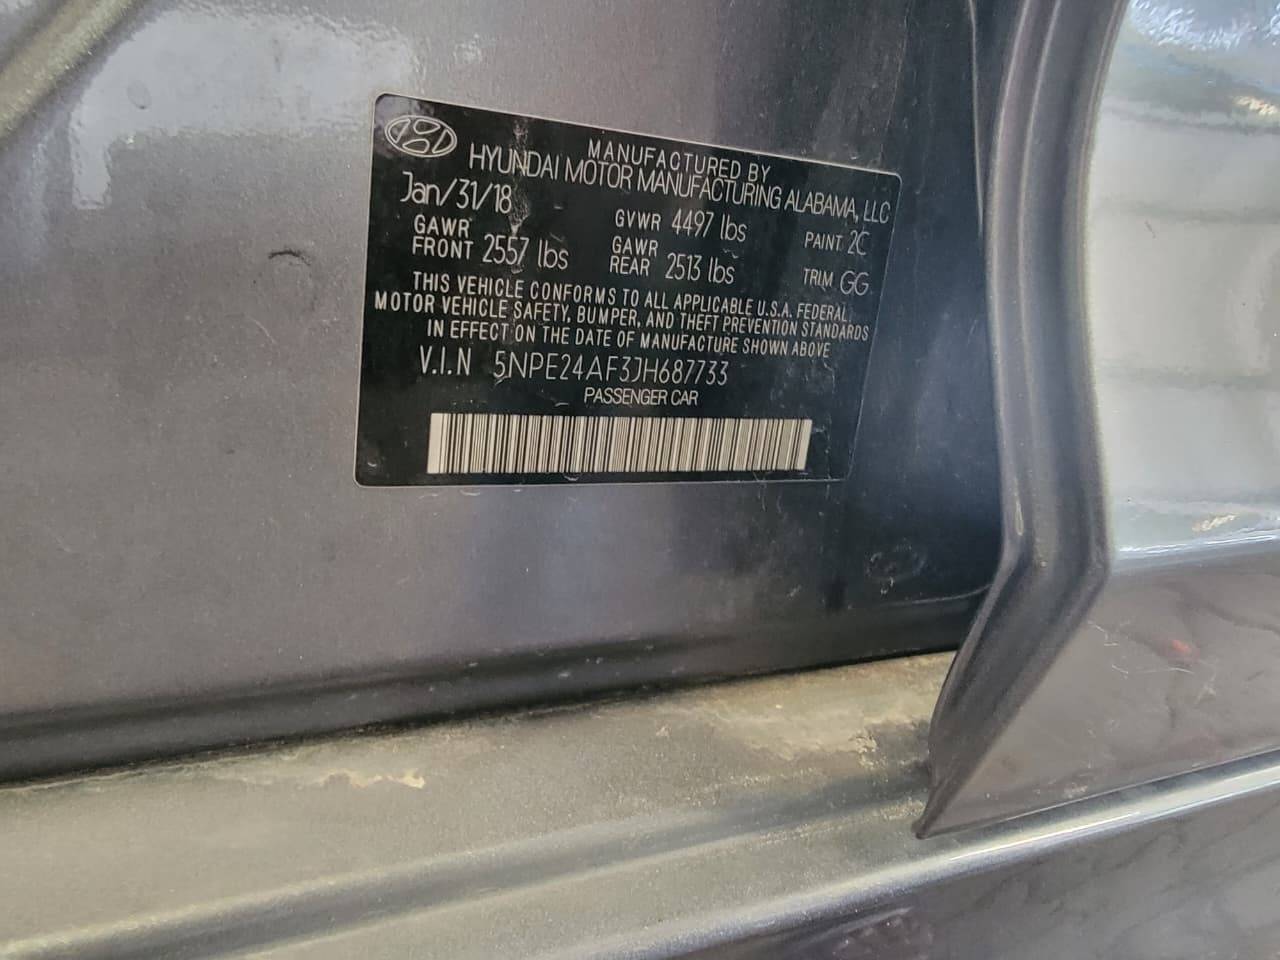 MANUFACTURED BY
HYUNDAI MOTOR MANUFACTURING ALABAMA, LLC
Jan/31/18
GVWR 4497 lbs
PAINT 2C
GAWR FRONT 2557 lbs
GAWR REAR 2513 lbs
TRIM GG
THIS VEHICLE CONFORMS TO ALL APPLICABLE U.S.A. FEDERAL
MOTOR VEHICLE SAFETY, BUMPER, AND THEFT PREVENTION STANDARDS
IN EFFECT ON THE DATE OF MANUFACTURE SHOWN ABOVE
V.I.N 5NPE24AF3JH687733
PASSENGER CAR